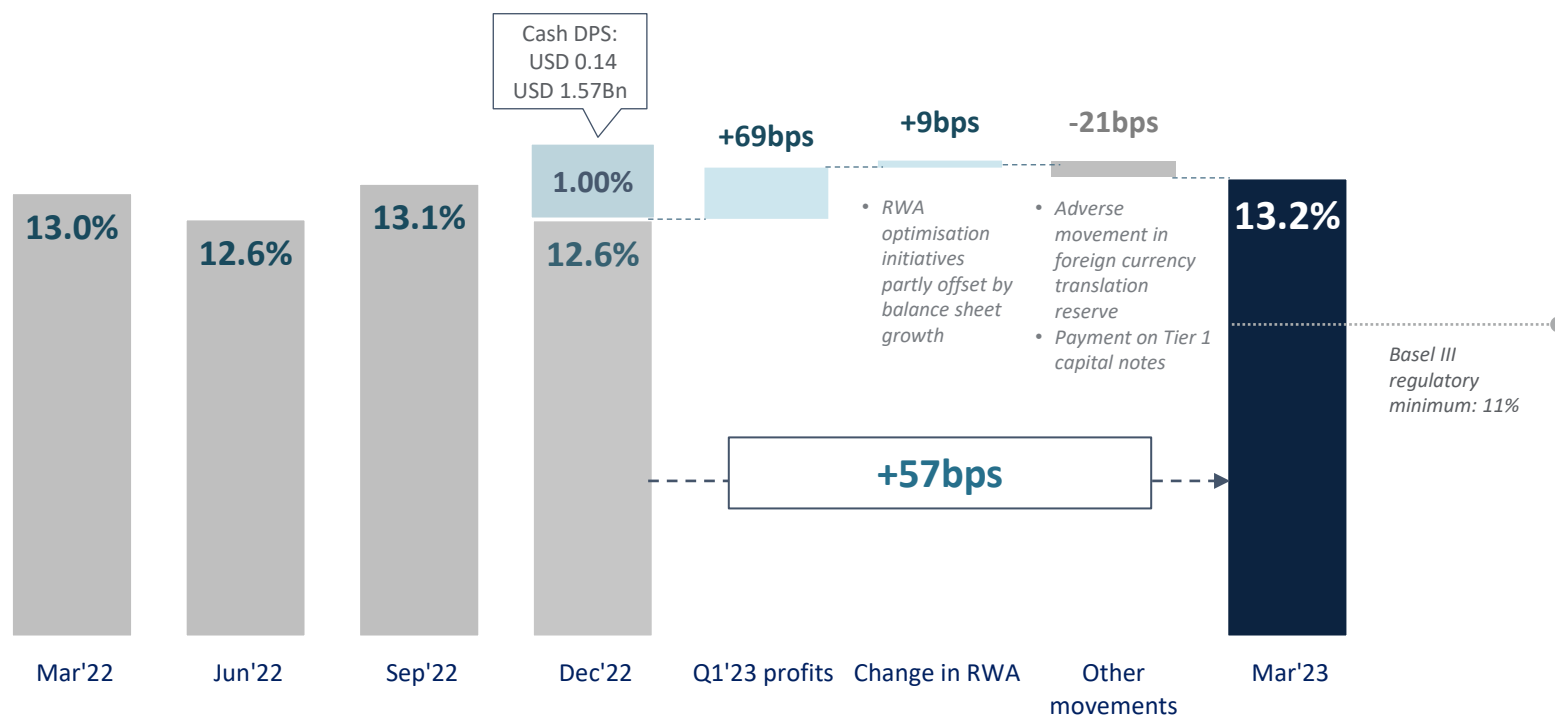 Cash DPS:
USD 0.14
USD 1.57Bn
+69bps
+9bps
-21bps
1.00%
13.0%
12.6%
13.1%
12.6%
13.2%
• RWA
optimisation
initiatives
partly offset by
balance sheet
growth
• Adverse
movement in
foreign currency
translation
reserve
• Payment on Tier 1
capital notes
Basel III
regulatory
minimum: 11%
+57bps
Mar'22
Jun'22
Sep'22
Dec'22
Q1'23 profits
Change in RWA
Other
movements
Mar'23